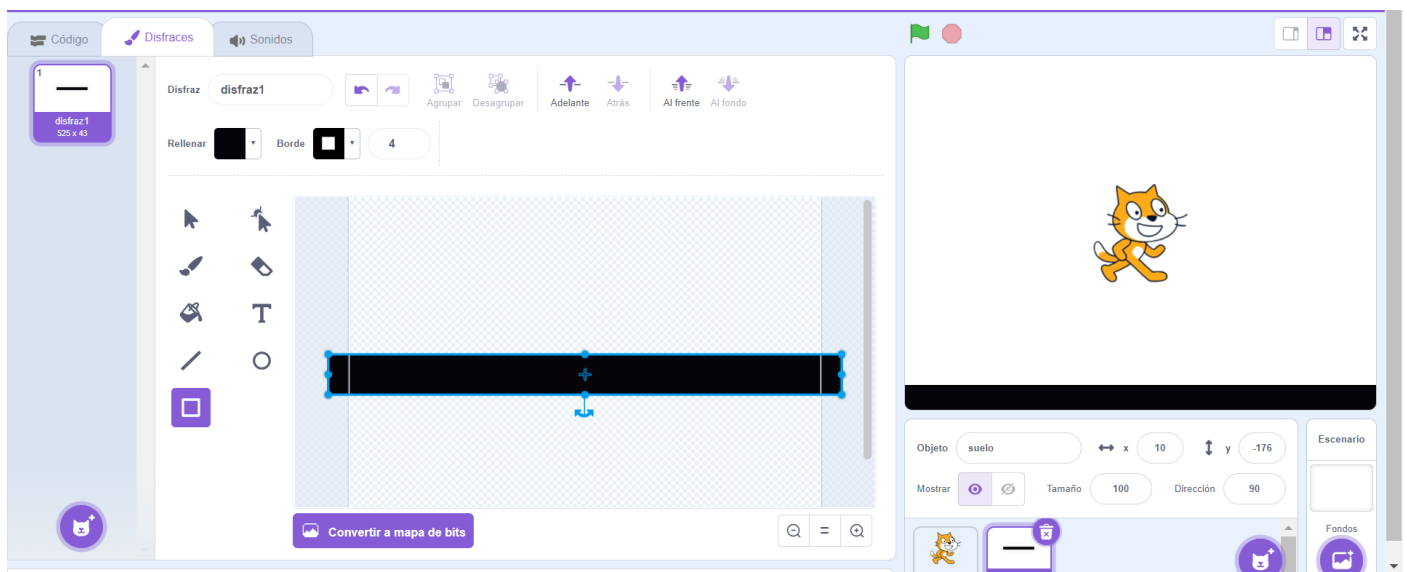 Código
Disfraces
Sonidos
1
disfraz1
525 x 43
Disfraz disfraz1
Agrupar Desagrupar Adelante Atrás Al frente Al fondo
Rellenar Borde 4
T
Convertir a mapa de bits
Objeto suelo x 10 y -176
Mostrar Tamaño 100 Dirección 90
Escenario
Fondos